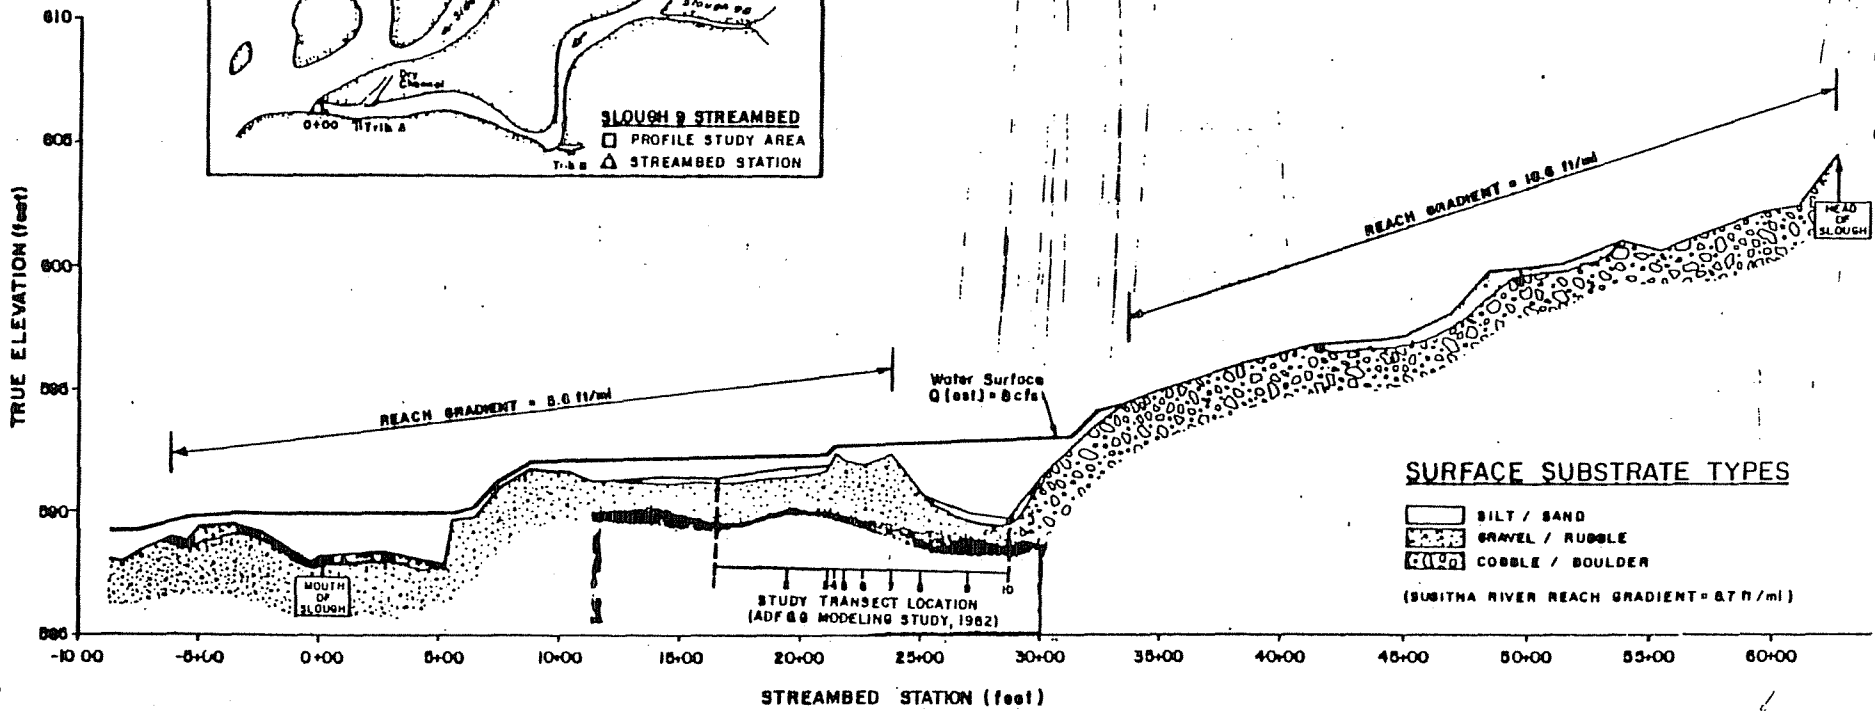 610
605
600
595
590
585
TRUE ELEVATION (feet)
Slough 9B
Dry
Channel
0+00
Trib A
Trib B
SLOUGH 9 STREAMBED
PROFILE STUDY AREA
STREAMBED STATION
REACH GRADIENT = 10.6 ft/mi
HEAD
OF
SLOUGH
REACH GRADIENT = 5.6 ft/mi
Water Surface
Q (est.) = 8 cfs
MOUTH
OF
SLOUGH
10
STUDY TRANSECT LOCATION
(ADF&G MODELING STUDY, 1982)
SURFACE SUBSTRATE TYPES
SILT / SAND
GRAVEL / RUBBLE
COBBLE / BOULDER
(SUSITNA RIVER REACH GRADIENT = 8.7 ft/mi)
-10+00 -5+00 0+00 5+00 10+00 15+00 20+00 25+00 30+00 35+00 40+00 45+00 50+00 55+00 60+00
STREAMBED STATION (feet)